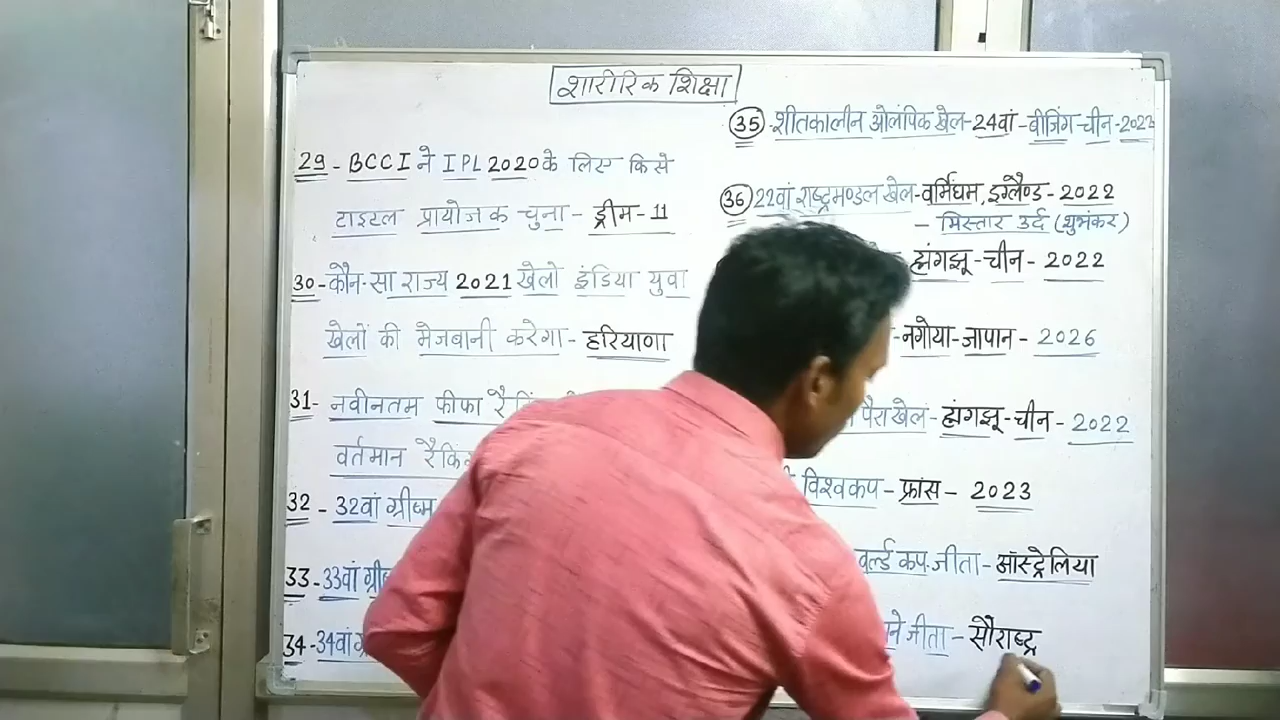 शारीरिक शिक्षा
29 - BCCI ने IPL 2020 के लिए किसे
टाइटल प्रायोजक चुना - ड्रीम - 11
30 - कौन-सा राज्य 2021 खेलो इंडिया युवा
खेलों की मेजबानी करेगा - हरियाणा
31 - नवीनतम फीफा
वर्तमान
32 - 32वां ग्रीष्म
33 - 33वां
34 - 34वां
35 शीतकालीन ओलंपिक खेल - 24वां - बीजिंग - चीन - 2022
36 22वां राष्ट्रमण्डल खेल - वर्मिघम, इग्लैण्ड - 2022
- मिस्तार उर्द (शुभंकर)
ह्मंगझू - चीन - 2022
- नगोया - जापान - 2026
पैरा खेल - ह्मंगझू - चीन - 2022
विश्वकप - फ्रांस - 2023
वर्ल्ड कप जीता - ऑस्ट्रेलिया
ने जीता - सौराष्ट्र